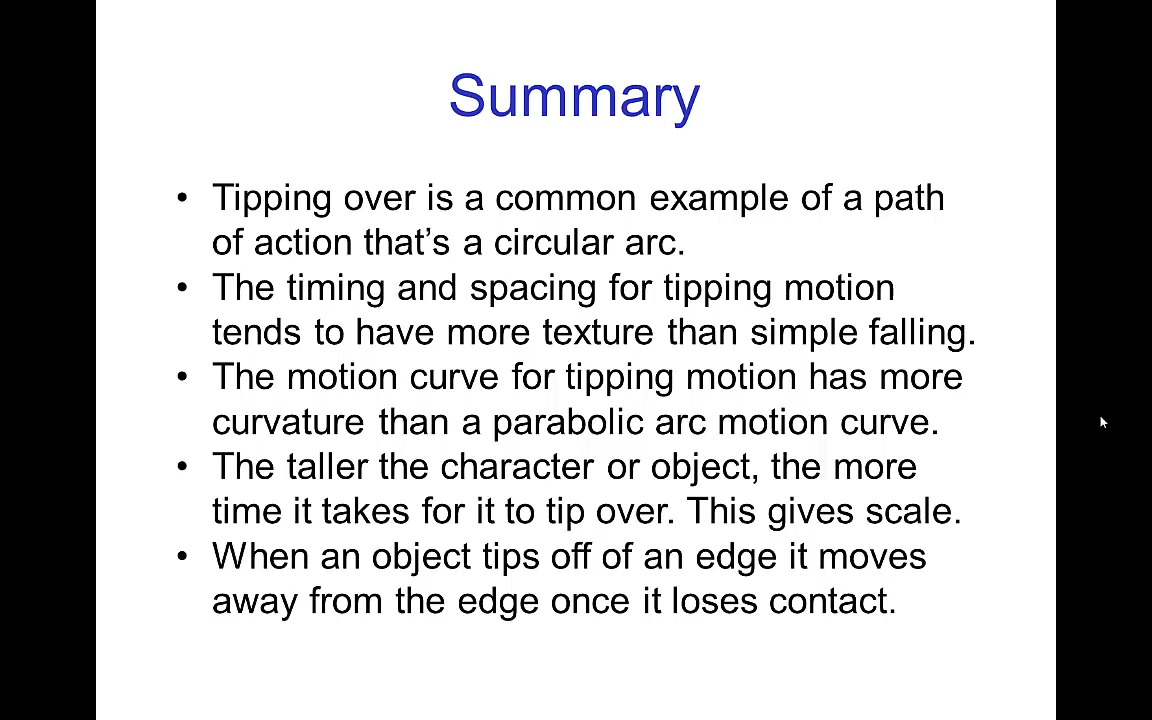 Summary
• Tipping over is a common example of a path
of action that’s a circular arc.
• The timing and spacing for tipping motion
tends to have more texture than simple falling.
• The motion curve for tipping motion has more
curvature than a parabolic arc motion curve.
• The taller the character or object, the more
time it takes for it to tip over. This gives scale.
• When an object tips off of an edge it moves
away from the edge once it loses contact.